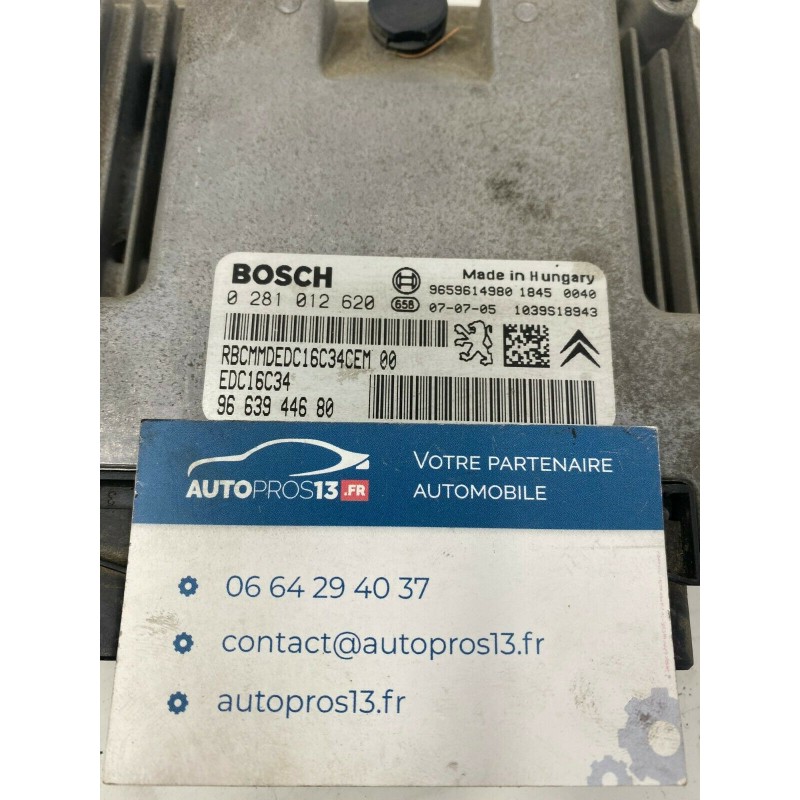 BOSCH
Made in Hungary
9659614980 1845 0040
0 281 012 620 658 07-07-05 1039S18943
RBCMMDEDC16C34CEM 00
EDC16C34
96 639 446 80
AUTOPROS13.FR
VOTRE PARTENAIRE
AUTOMOBILE
06 64 29 40 37
contact@autopros13.fr
autopros13.fr